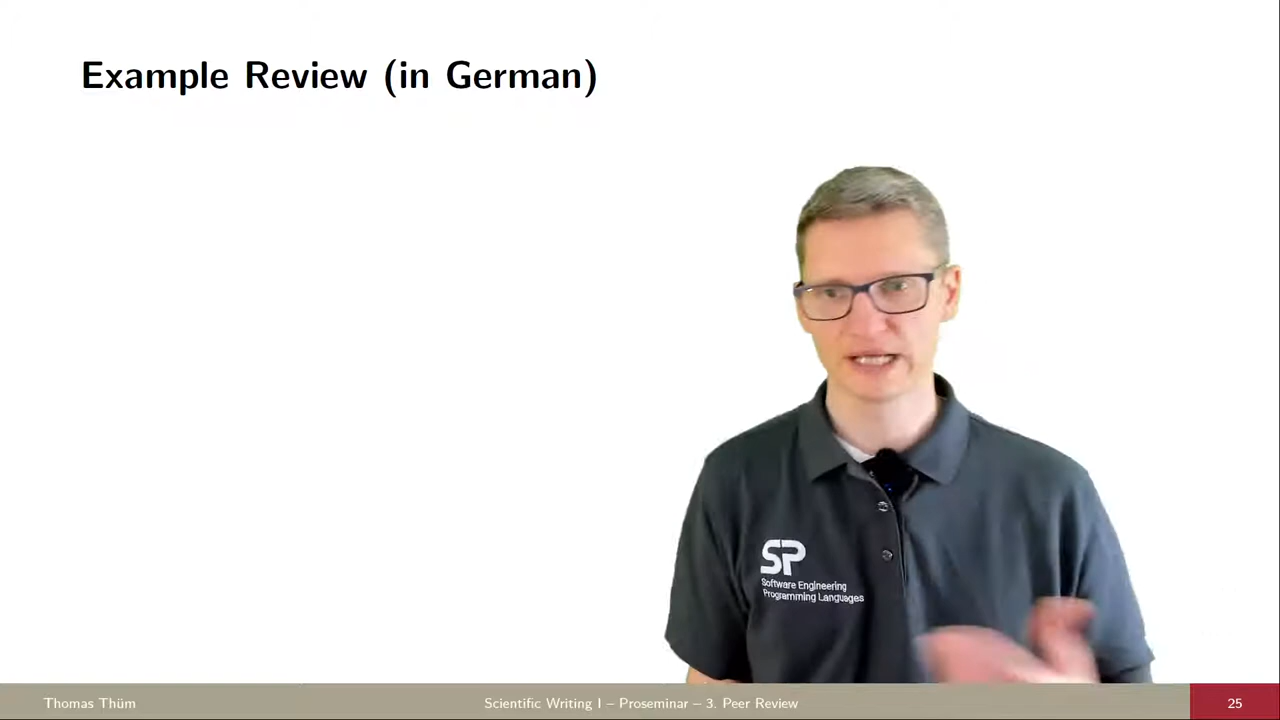 Example Review (in German)
SP
Software Engineering
Programming Languages
Thomas Thüm
Scientific Writing I – Proseminar – 3. Peer Review
25